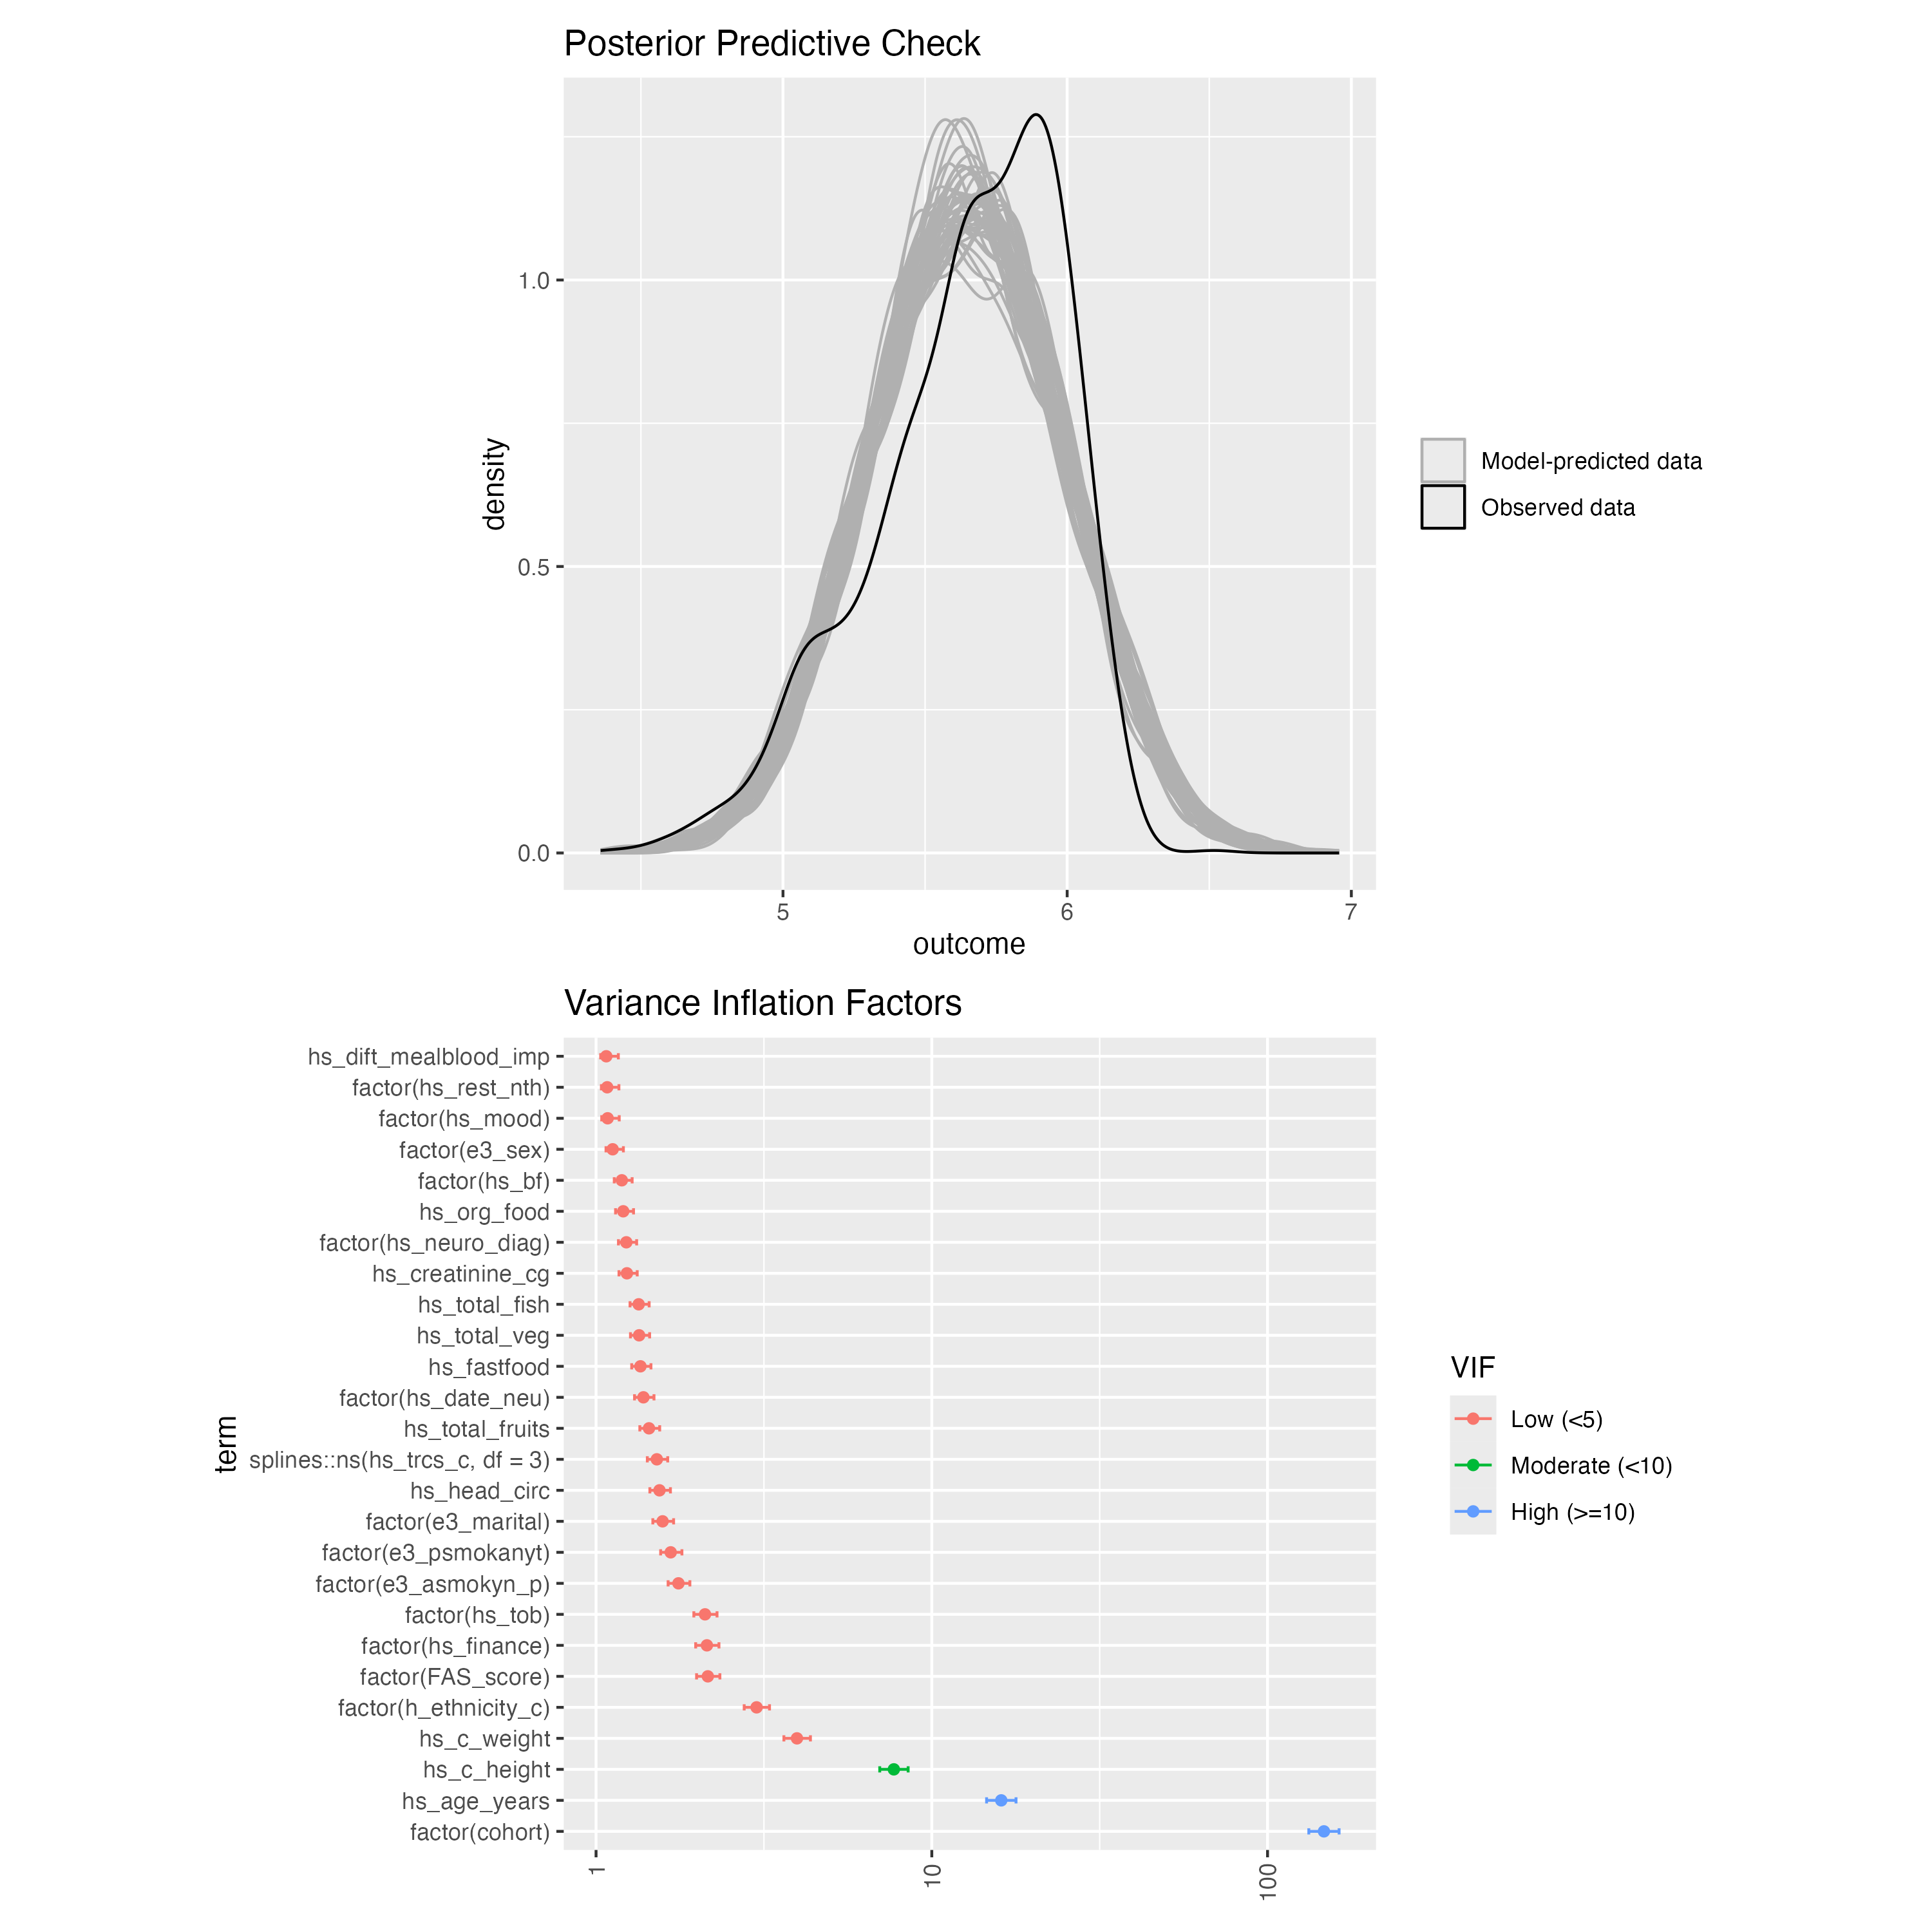 Posterior Predictive Check
1.0
0.5
0.0
density
5
6
7
outcome
Model-predicted data
Observed data
Variance Inflation Factors
hs_dift_mealblood_imp
factor(hs_rest_nth)
factor(hs_mood)
factor(e3_sex)
factor(hs_bf)
hs_org_food
factor(hs_neuro_diag)
hs_creatinine_cg
hs_total_fish
hs_total_veg
hs_fastfood
factor(hs_date_neu)
hs_total_fruits
splines::ns(hs_trcs_c, df = 3)
hs_head_circ
factor(e3_marital)
factor(e3_psmokanyt)
factor(e3_asmokyn_p)
factor(hs_tob)
factor(hs_finance)
factor(FAS_score)
factor(h_ethnicity_c)
hs_c_weight
hs_c_height
hs_age_years
factor(cohort)
term
1
10
100
VIF
Low (<5)
Moderate (<10)
High (>=10)